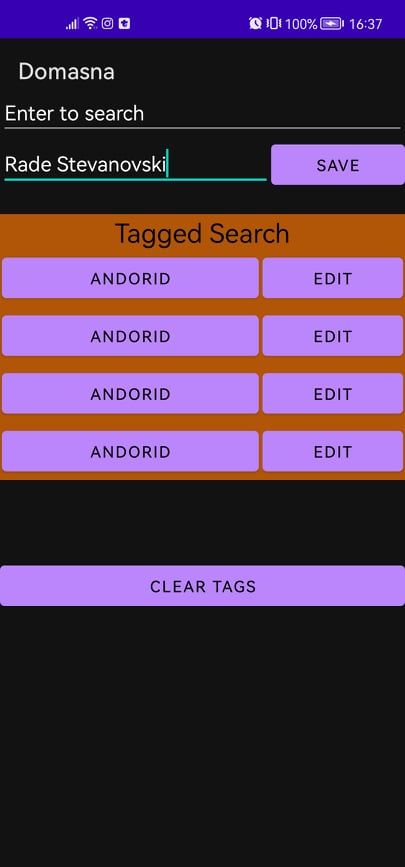 100% 16:37
Domasna
Enter to search
Rade Stevanovski SAVE
Tagged Search
ANDORID EDIT
ANDORID EDIT
ANDORID EDIT
ANDORID EDIT
CLEAR TAGS